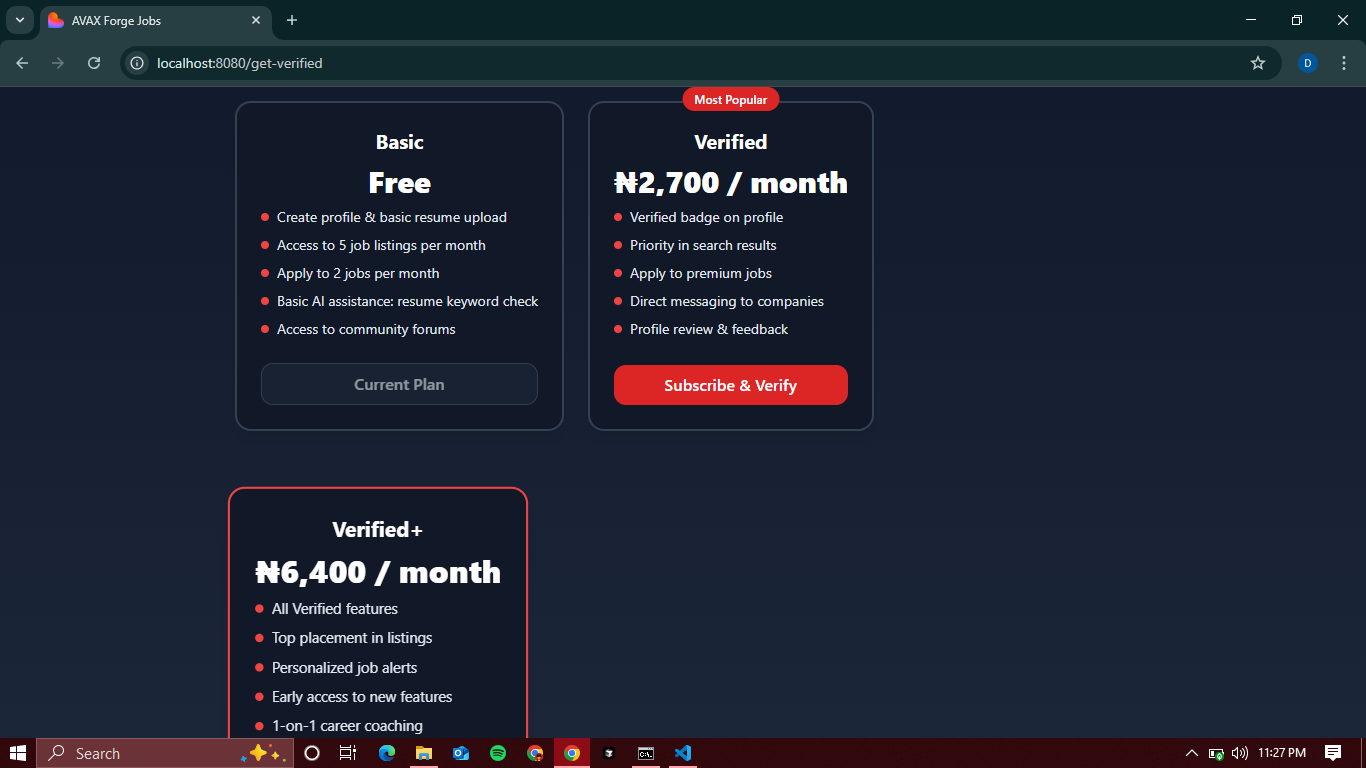 AVAX Forge Jobs
localhost:8080/get-verified
D
Basic
Free
Create profile & basic resume upload
Access to 5 job listings per month
Apply to 2 jobs per month
Basic AI assistance: resume keyword check
Access to community forums
Current Plan
Most Popular
Verified
₦2,700 / month
Verified badge on profile
Priority in search results
Apply to premium jobs
Direct messaging to companies
Profile review & feedback
Subscribe & Verify
Verified+
₦6,400 / month
All Verified features
Top placement in listings
Personalized job alerts
Early access to new features
1-on-1 career coaching
Search
11:27 PM